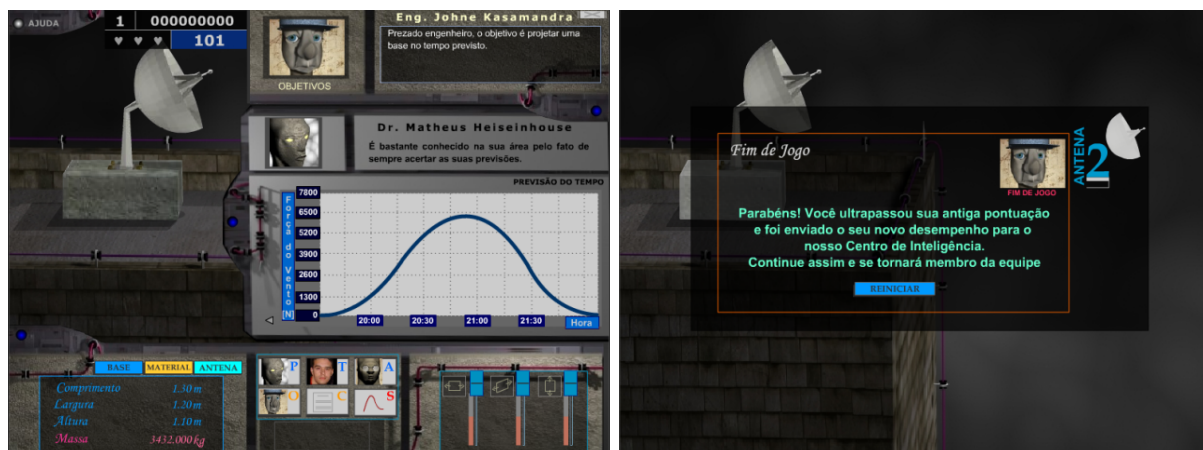 AJUDA
1 000000000
101
OBJETIVOS
Eng. Johne Kasamandra
Prezado engenheiro, o objetivo é projetar uma
base no tempo previsto.
Dr. Matheus Heiseinhouse
É bastante conhecido na sua área pelo fato de
sempre acertar as suas previsões.
PREVISÃO DO TEMPO
Força do Vento [N]
7800
6500
5200
3900
2600
1300
0
20:00 20:30 21:00 21:30 Hora
BASE MATERIAL ANTENA
Comprimento 1.30 m
Largura 1.20 m
Altura 1.10 m
Massa 3432,000 kg
P T A
O C S
Fim de Jogo
FIM DE JOGO
ANTENA
2
Parabéns! Você ultrapassou sua antiga pontuação
e foi enviado o seu novo desempenho para o
nosso Centro de Inteligência.
Continue assim e se tornará membro da equipe
REINICIAR